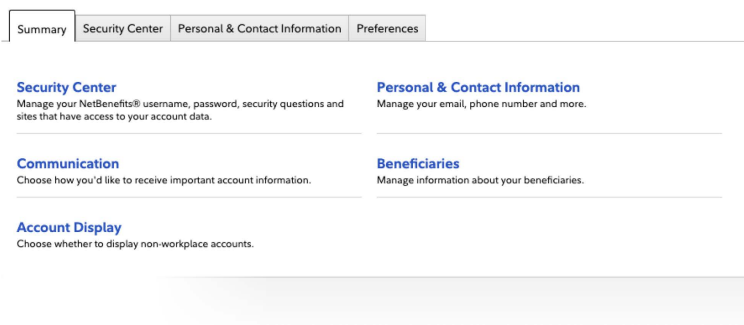 Summary Security Center Personal & Contact Information Preferences
Security Center
Manage your NetBenefits® username, password, security questions and
sites that have access to your account data.
Personal & Contact Information
Manage your email, phone number and more.
Communication
Choose how you'd like to receive important account information.
Beneficiaries
Manage information about your beneficiaries.
Account Display
Choose whether to display non-workplace accounts.